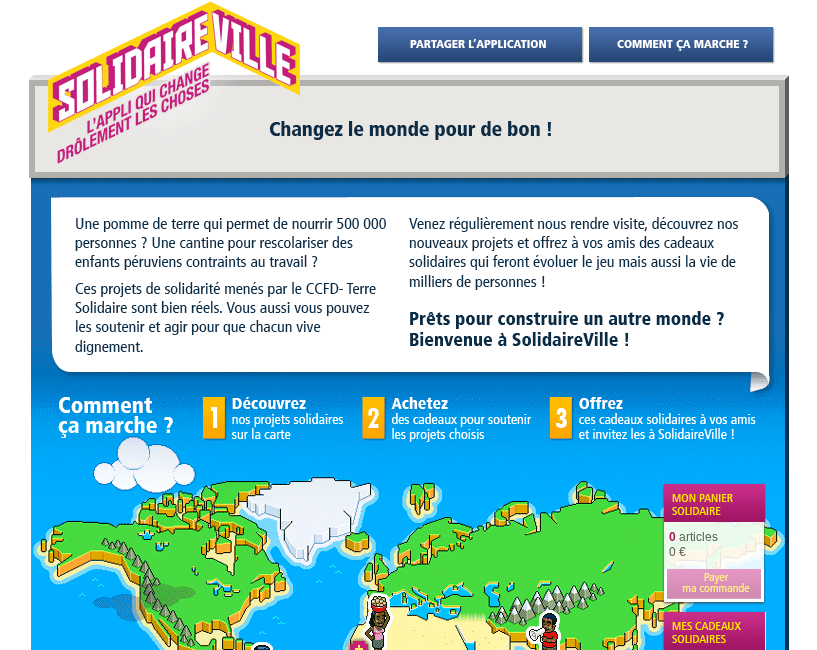 SOLIDAIREVILLE
L'APPLI QUI CHANGE
DRÔLEMENT LES CHOSES
PARTAGER L'APPLICATION
COMMENT ÇA MARCHE ?
Changez le monde pour de bon !
Une pomme de terre qui permet de nourrir 500 000
personnes ? Une cantine pour rescolariser des
enfants péruviens contraints au travail ?
Ces projets de solidarité menés par le CCFD- Terre
Solidaire sont bien réels. Vous aussi vous pouvez
les soutenir et agir pour que chacun vive
dignement.
Venez régulièrement nous rendre visite, découvrez nos
nouveaux projets et offrez à vos amis des cadeaux
solidaires qui feront évoluer le jeu mais aussi la vie de
milliers de personnes !
Prêts pour construire un autre monde ?
Bienvenue à SolidaireVille !
Comment
ça marche ?
1 Découvrez
nos projets solidaires
sur la carte
2 Achetez
des cadeaux pour soutenir
les projets choisis
3 Offrez
ces cadeaux solidaires à vos amis
et invitez les à SolidaireVille !
MON PANIER
SOLIDAIRE
0 articles
0 €
Payer
ma commande
MES CADEAUX
SOLIDAIRES